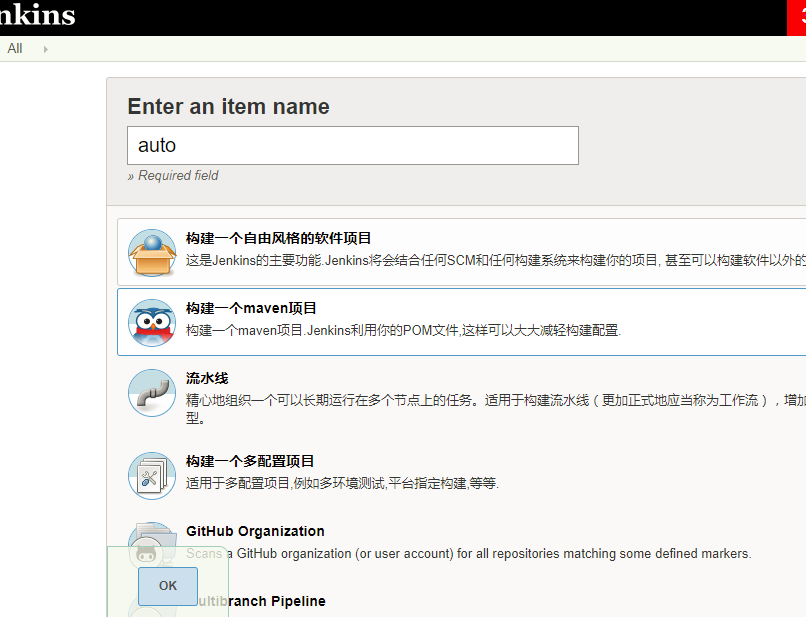 nkins
All
Enter an item name
auto
» Required field
构建一个自由风格的软件项目
这是Jenkins的主要功能.Jenkins将会结合任何SCM和任何构建系统来构建你的项目, 甚至可以构建软件以外的
构建一个maven项目
构建一个maven项目.Jenkins利用你的POM文件,这样可以大大减轻构建配置.
流水线
精心地组织一个可以长期运行在多个节点上的任务。适用于构建流水线（更加正式地应当称为工作流），增加
型。
构建一个多配置项目
适用于多配置项目,例如多环境测试,平台指定构建,等等.
GitHub Organization
Scans a GitHub organization (or user account) for all repositories matching some defined markers.
OK
ultibranch Pipeline